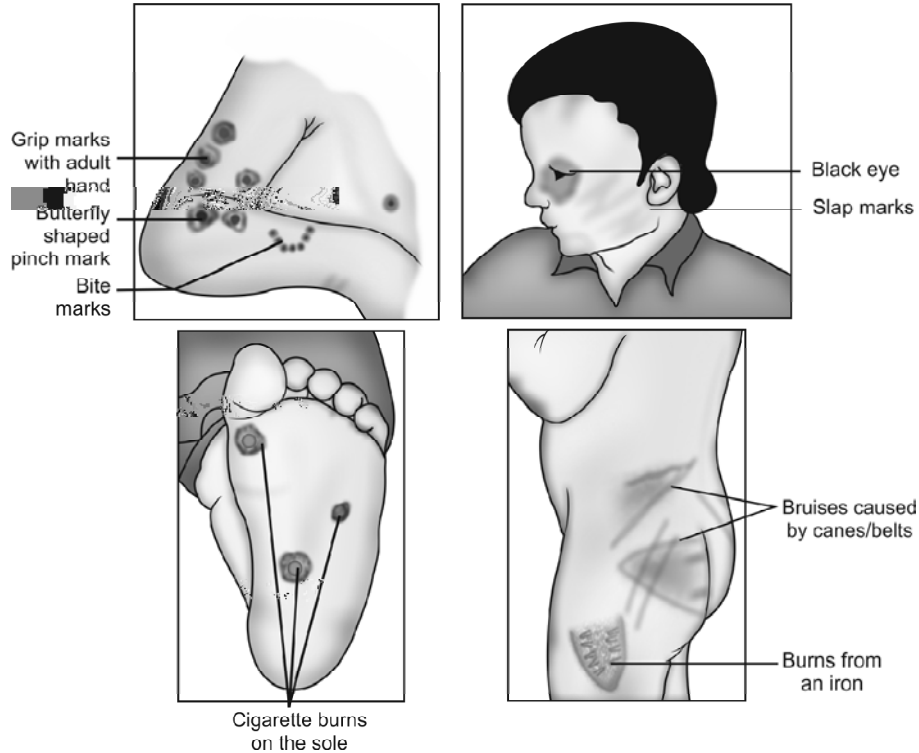 Grip marks
with adult
hand
Butterfly
shaped
pinch mark
Bite
marks
Black eye
Slap marks
Cigarette burns
on the sole
Bruises caused
by canes/belts
Burns from
an iron